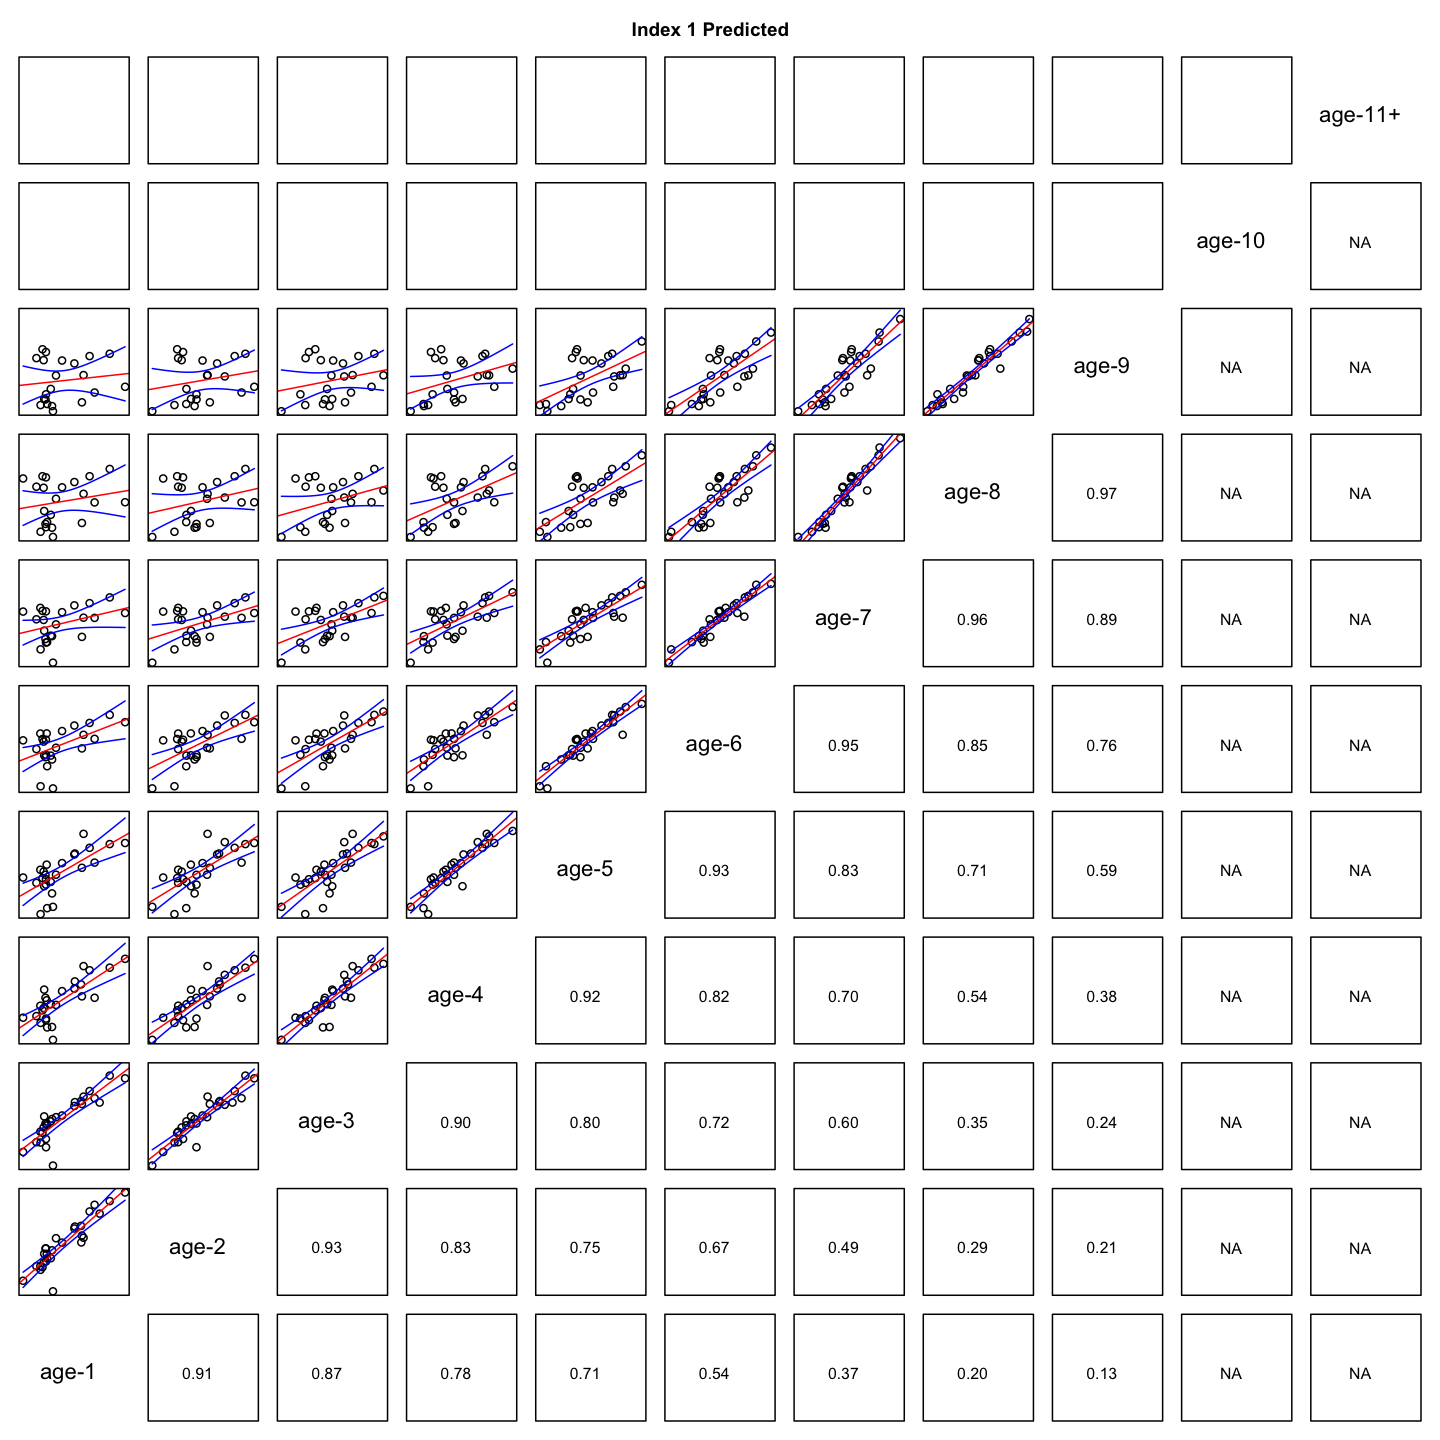 Index 1 Predicted
age-11+
age-10 NA
age-9 NA NA
age-8 0.97 NA NA
age-7 0.96 0.89 NA NA
age-6 0.95 0.85 0.76 NA NA
age-5 0.93 0.83 0.71 0.59 NA NA
age-4 0.92 0.82 0.70 0.54 0.38 NA NA
age-3 0.90 0.80 0.72 0.60 0.35 0.24 NA NA
age-2 0.93 0.83 0.75 0.67 0.49 0.29 0.21 NA NA
age-1 0.91 0.87 0.78 0.71 0.54 0.37 0.20 0.13 NA NA